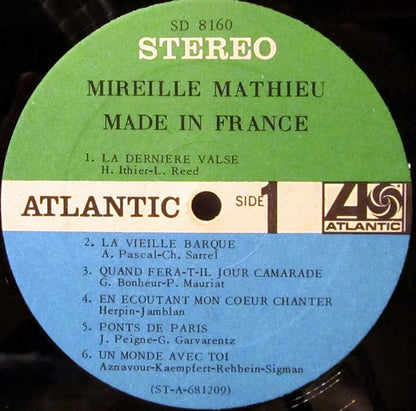 SD 8160
STEREO
MIREILLE MATHIEU
MADE IN FRANCE
1. LA DERNIÈRE VALSE
H. Ithier-L. Reed
ATLANTIC SIDE 1 ATLANTIC
2. LA VIEILLE BARQUE
A. Pascal-Ch. Sarrel
3. QUAND FERA-T-IL JOUR CAMARADE
G. Bonheur-P. Mauriat
4. EN ECOUTANT MON COEUR CHANTER
Herpin-Jamblan
5. PONTS DE PARIS
J. Peigne-G. Garvarentz
6. UN MONDE AVEC TOI
Aznavour-Kaempfert-Rehbein-Sigman
(ST-A-681209)